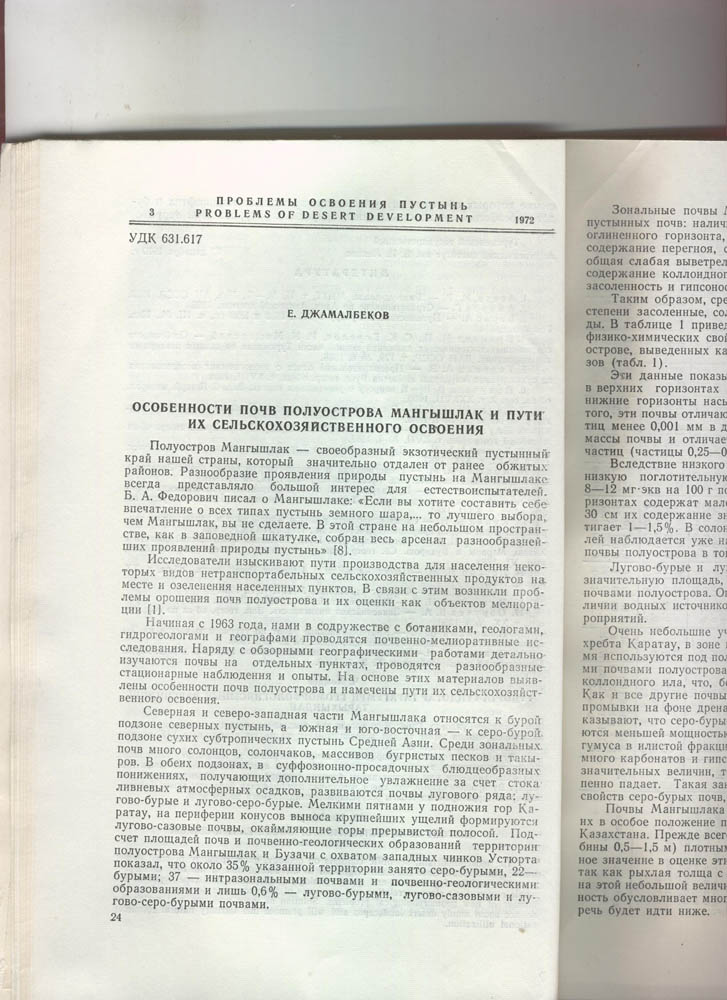 ПРОБЛЕМЫ ОСВОЕНИЯ ПУСТЫНЬ
3 PROBLEMS OF DESERT DEVELOPMENT 1972
УДК 631.617
Е. ДЖАМАЛБЕКОВ
ОСОБЕННОСТИ ПОЧВ ПОЛУОСТРОВА МАНГЫШЛАК И ПУТИ
ИХ СЕЛЬСКОХОЗЯЙСТВЕННОГО ОСВОЕНИЯ
Полуостров Мангышлак — своеобразный экзотический пустынный
край нашей страны, который значительно отдален от ранее обжитых
районов. Разнообразие проявления природы пустынь на Мангышлаке
всегда представляло большой интерес для естествоиспытателей.
Б. А. Федорович писал о Мангышлаке: «Если вы хотите составить себе
впечатление о всех типах пустынь земного шара,... то лучшего выбора,
чем Мангышлак, вы не сделаете. В этой стране на небольшом простран-
стве, как в заповедной шкатулке, собран весь арсенал разнообразней-
ших проявлений природы пустынь» [8].
Исследователи изыскивают пути производства для населения неко-
торых видов нетранспортабельных сельскохозяйственных продуктов на
месте и озеленения населенных пунктов. В связи с этим возникли проб-
лемы орошения почв полуострова и их оценки как объектов мелиора-
ции [1].
Начиная с 1963 года, нами в содружестве с ботаниками, геологами,
гидрогеологами и географами проводятся почвенно-мелиоративные ис-
следования. Наряду с обзорными географическими работами детально
изучаются почвы на отдельных пунктах, проводятся разнообразные
стационарные наблюдения и опыты. На основе этих материалов выяв-
лены особенности почв полуострова и намечены пути их сельскохозяйст-
венного освоения.
Северная и северо-западная части Мангышлака относятся к бурой
подзоне северных пустынь, а южная и юго-восточная — к серо-бурой
подзоне сухих субтропических пустынь Средней Азии. Среди зональных
почв много солонцов, солончаков, массивов бугристых песков и такы-
ров. В обеих подзонах, в суффозионно-просадочных блюдцеобразных
понижениях, получающих дополнительное увлажнение за счет стока
ливневых атмосферных осадков, развиваются почвы лугового ряда: лу-
гово-бурые и лугово-серо-бурые. Мелкими пятнами у подножия гор Ка-
ратау, на периферии конусов выноса крупнейших ущелий формируются
лугово-сазовые почвы, окаймляющие горы прерывистой полосой. Под-
счет площадей почв и почвенно-геологических образований территории
полуострова Мангышлак и Бузачи с охватом западных чинков Устюрта
показал, что около 35% указанной территории занято серо-бурыми, 22—
бурыми; 37 — интразональными почвами и почвенно-геологическими
образованиями и лишь 0,6% — лугово-бурыми, лугово-сазовыми и лу-
гово-серо-бурыми почвами.
24
Зональные почвы
пустынных почв: налич
оглиненного горизонта,
содержание перегноя, с
общая слабая выветрел
содержание коллоидног
засоленность и гипсонос
Таким образом, сре
степени засоленные, сол
ды. В таблице 1 привед
физико-химических свой
острове, выведенных ка
зов (табл. 1).
Эти данные показы
в верхних горизонтах
нижние горизонты насы
того, эти почвы отличаю
тиц менее 0,001 мм в д
массы почвы и отличае
частиц (частицы 0,25—0
Вследствие низкого
низкую поглотительную
8—12 мг·экв на 100 г по
ризонтах содержат мало
30 см их содержание зн
тигает 1—1,5%. В солон
лей наблюдается уже на
почвы полуострова в то
Лугово-бурые и лу
значительную площадь,
почвами полуострова. Ог
личии водных источнико
роприятий.
Очень небольшие уч
хребта Каратау, в зоне
мя используются под пол
ми почвами полуострова
коллондного ила, что, бе
Как и все другие почвы
промывки на фоне дрена
казывают, что серо-буры
ются меньшей мощностью
гумуса в илистой фракци
много карбонатов и гипс
значительных величин, т
пенно падает. Такая зак
свойств серо-бурых почв,
Почвы Мангышлака
их в особое положение п
Казахстана. Прежде всег
бины 0,5—1,5 м) плотным
ное значение в оценке эт
так как рыхлая толща с
на этой небольшой велич
ность обусловливает мног
речь будет идти ниже.